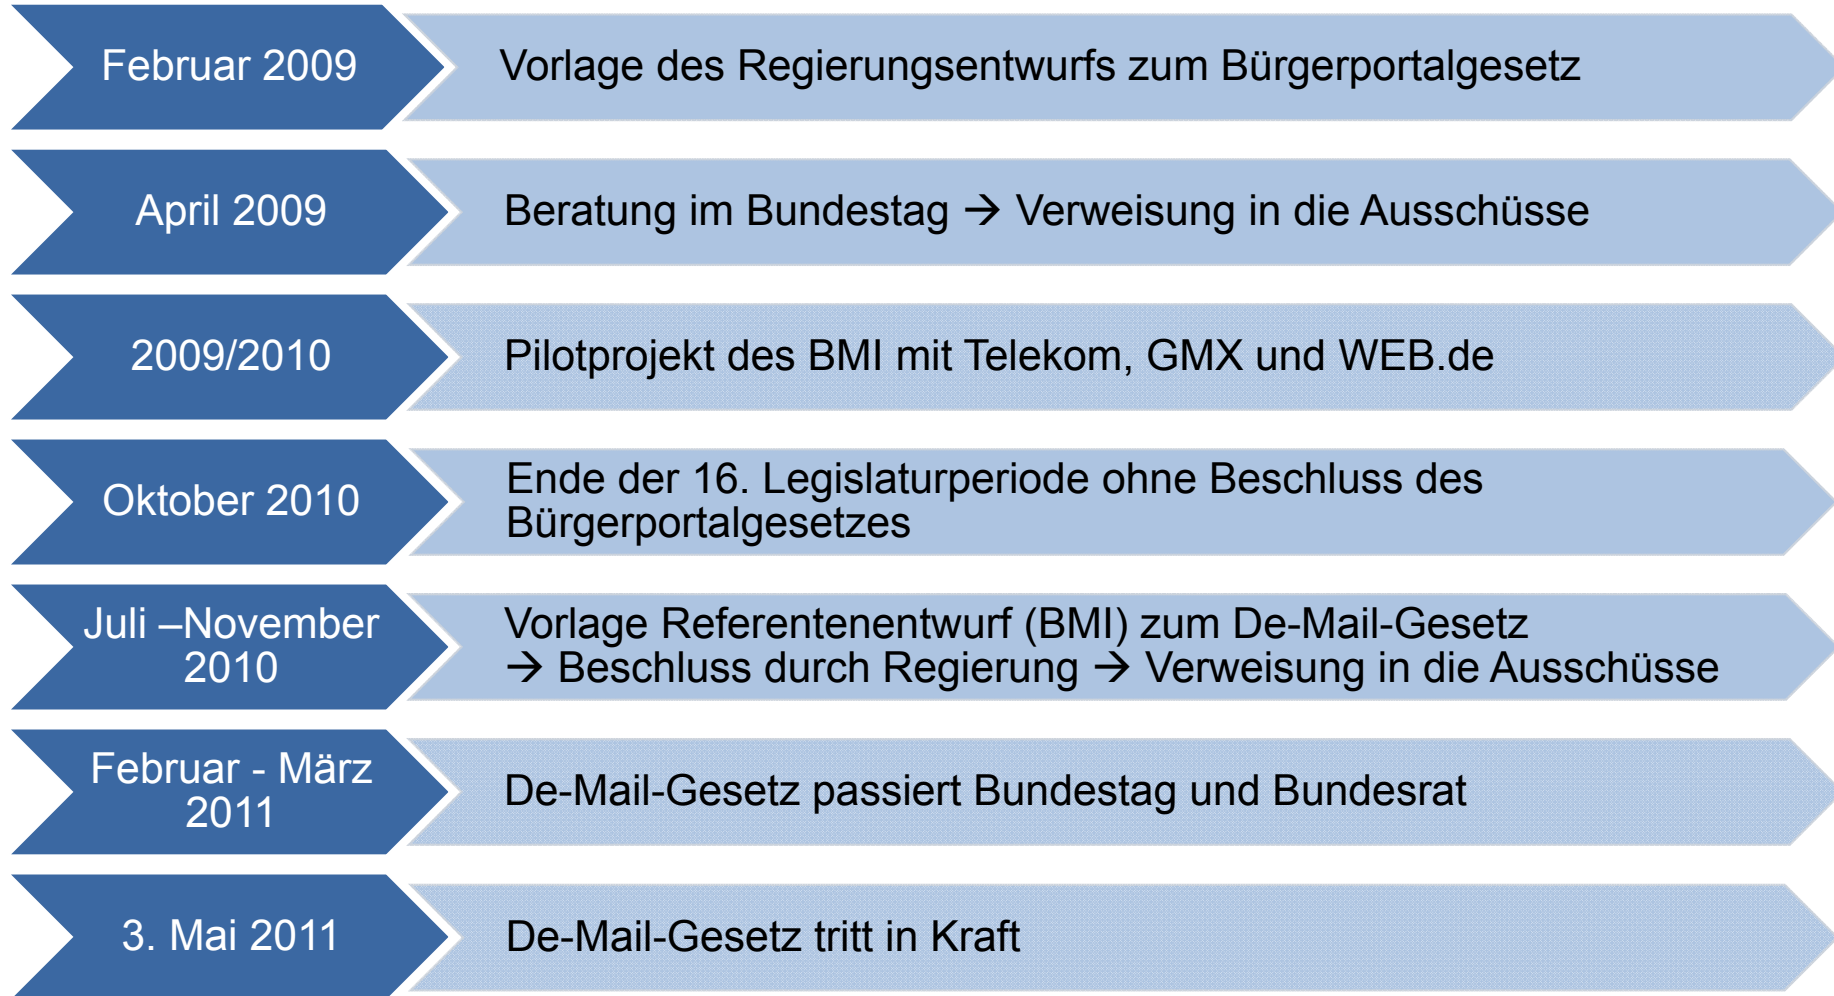 Februar 2009
Vorlage des Regierungsentwurfs zum Bürgerportalgesetz
April 2009
Beratung im Bundestag → Verweisung in die Ausschüsse
2009/2010
Pilotprojekt des BMI mit Telekom, GMX und WEB.de
Oktober 2010
Ende der 16. Legislaturperiode ohne Beschluss des
Bürgerportalgesetzes
Juli –November
2010
Vorlage Referentenentwurf (BMI) zum De-Mail-Gesetz
→ Beschluss durch Regierung → Verweisung in die Ausschüsse
Februar - März
2011
De-Mail-Gesetz passiert Bundestag und Bundesrat
3. Mai 2011
De-Mail-Gesetz tritt in Kraft